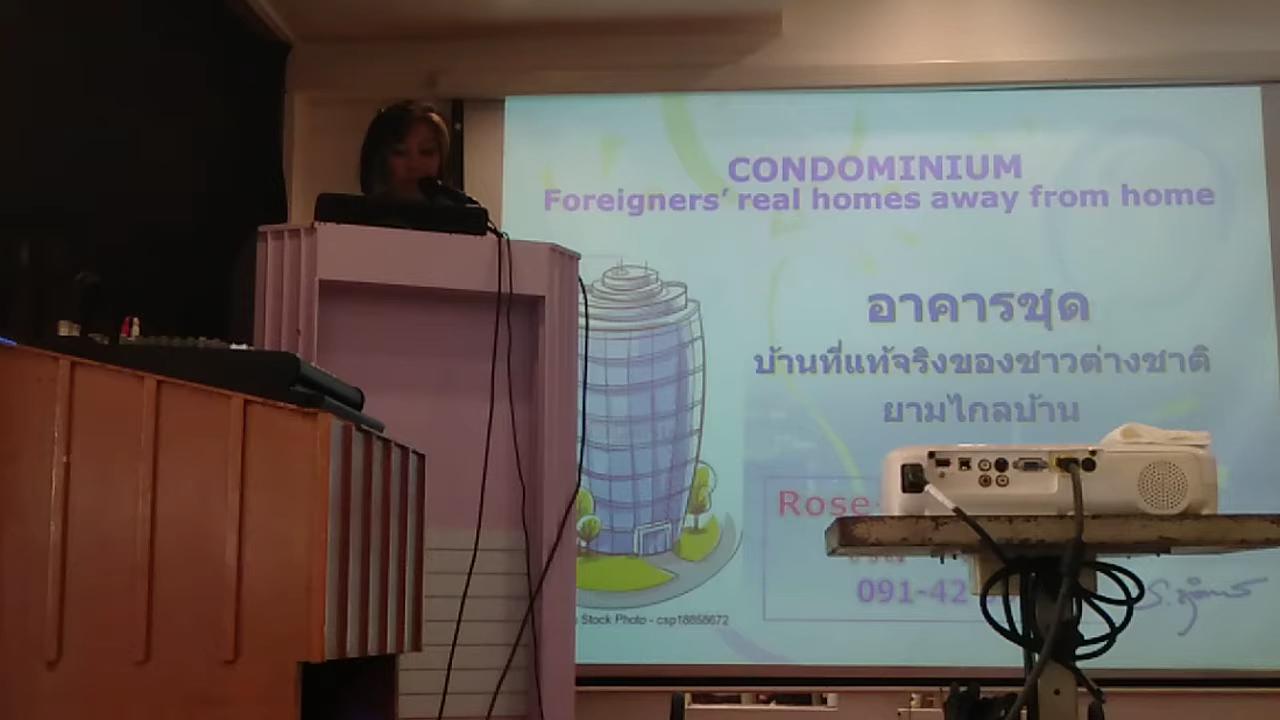 CONDOMINIUM
Foreigners' real homes away from home
อาคารชุด
บ้านที่แท้จริงของชาวต่างชาติ
ยามไกลบ้าน
Rose
091-42
Stock Photo - csp18858672